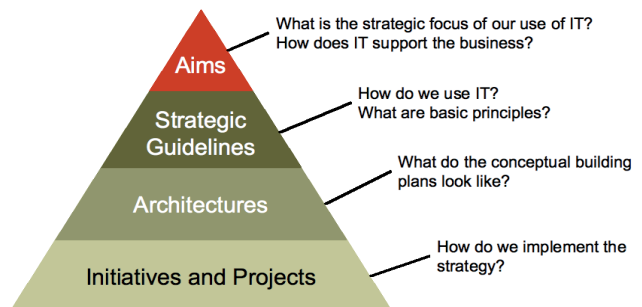 What is the strategic focus of our use of IT?
How does IT support the business?
Aims
How do we use IT?
What are basic principles?
Strategic
Guidelines
What do the conceptual building
plans look like?
Architectures
How do we implement the
strategy?
Initiatives and Projects